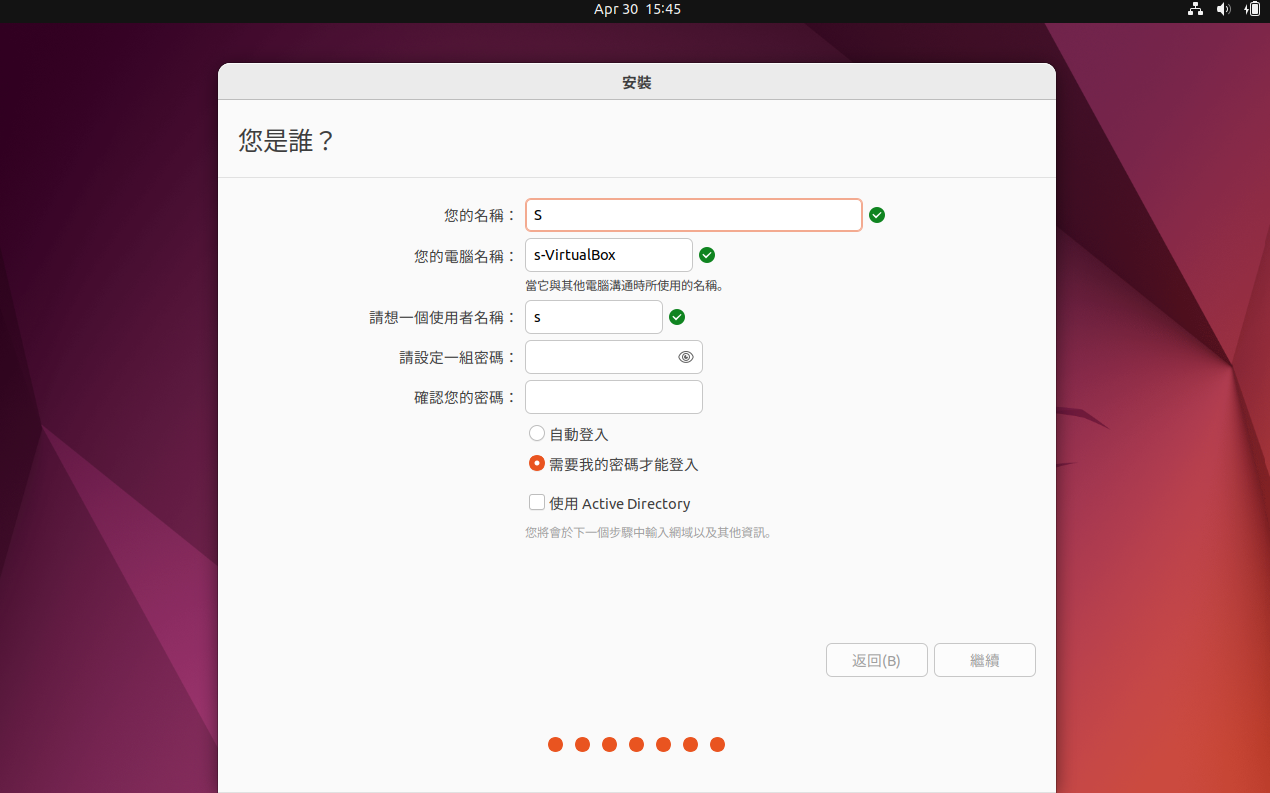 Apr 30 15:45
安裝
您是誰？
您的名稱： S
您的電腦名稱： s-VirtualBox
當它與其他電腦溝通時所使用的名稱。
請想一個使用者名稱： s
請設定一組密碼：
確認您的密碼：
自動登入
需要我的密碼才能登入
使用 Active Directory
您將會於下一個步驟中輸入網域以及其他資訊。
返回(B) 繼續